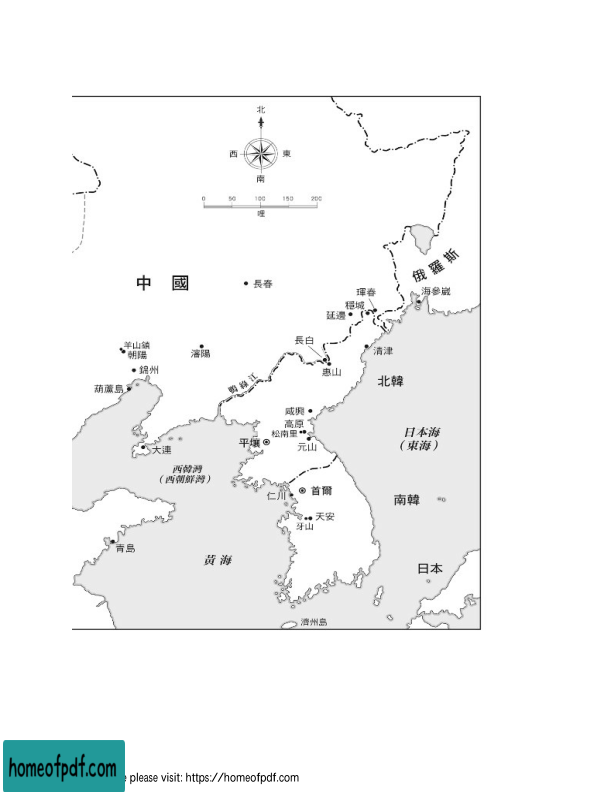 北
西
東
南
0 50 100 150 200
哩
俄羅斯
中國
長春
海參崴
琿春
穩城
延邊
羊山鎮
朝陽
瀋陽
長白
清津
錦州
惠山
北韓
葫蘆島
鴨綠江
咸興
高原
松南里
日本海
（東海）
平壤
元山
大連
西韓灣
（西朝鮮灣）
首爾
仁川
南韓
天安
牙山
青島
黃海
日本
濟州島
homeofpdf.com
please visit: https://homeofpdf.com